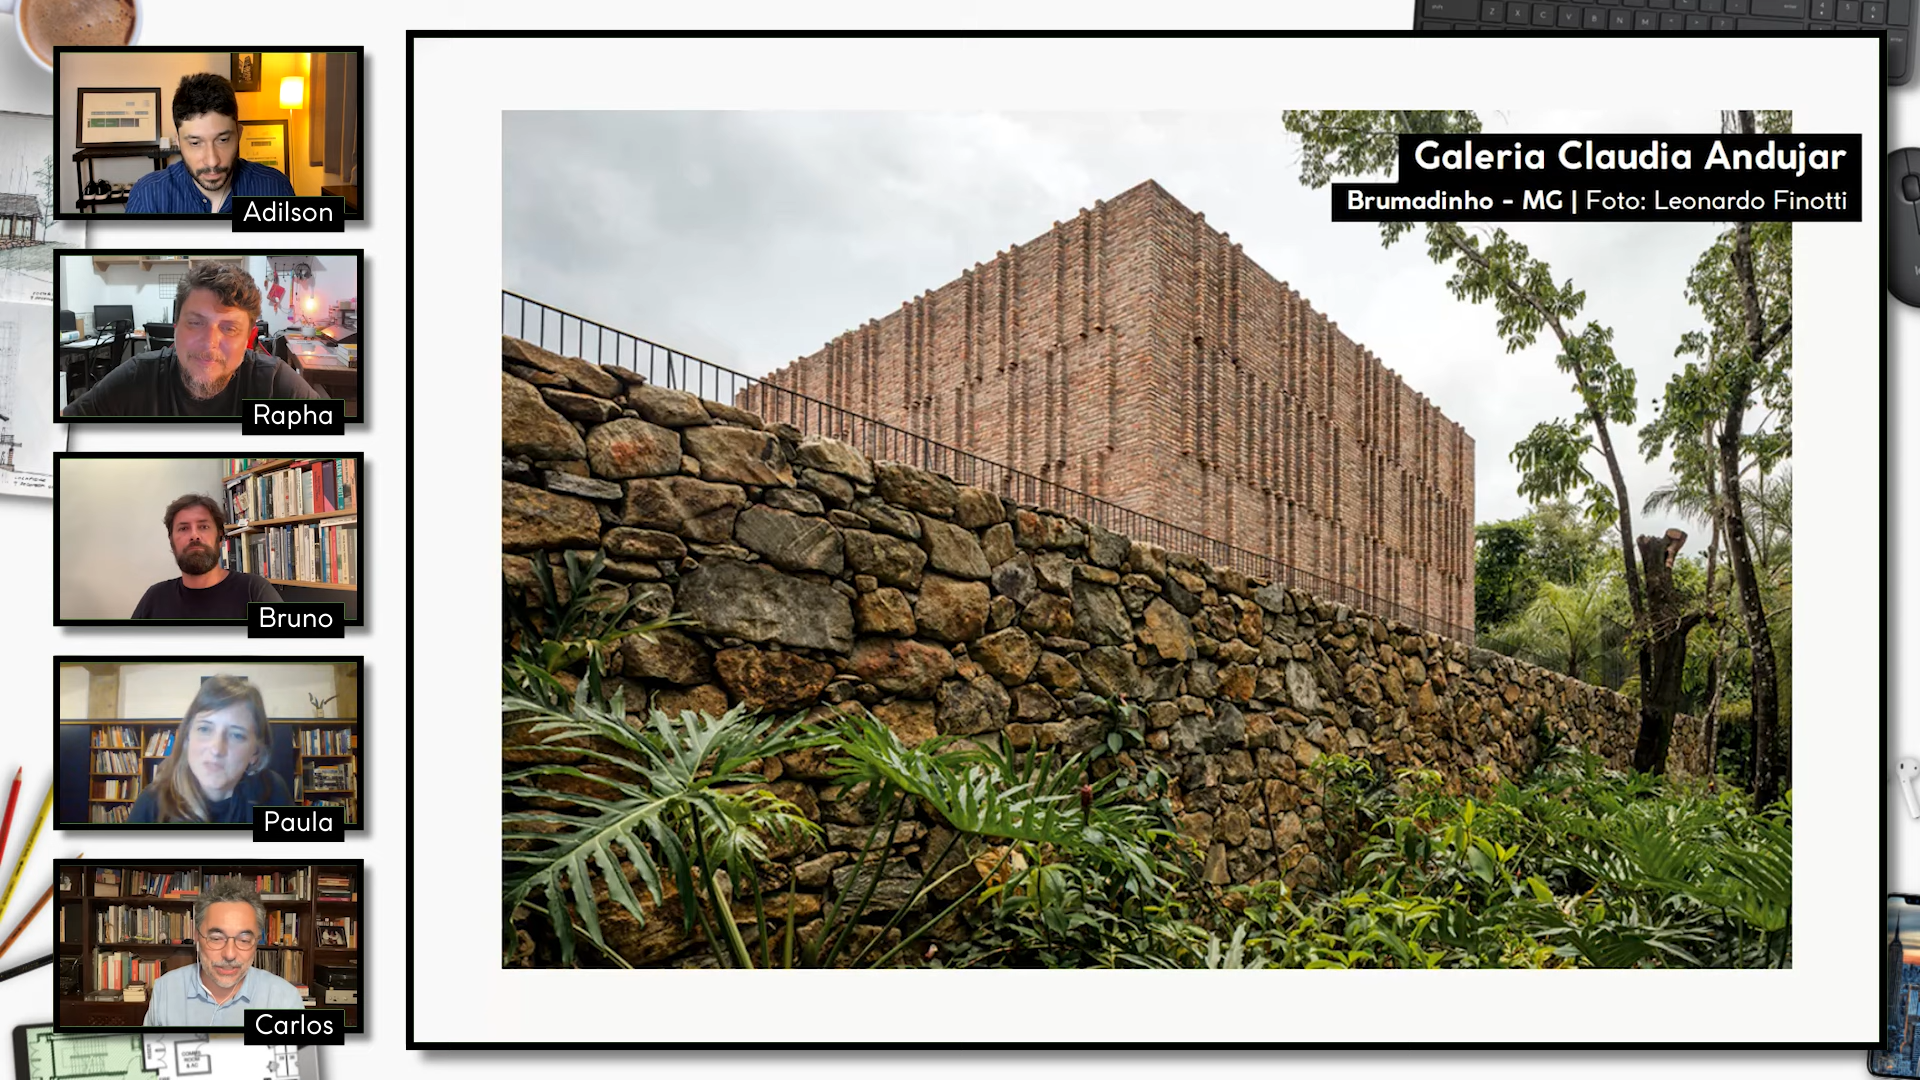 Adilson
Rapha
Bruno
Paula
Carlos
Galeria Claudia Andujar
Brumadinho - MG | Foto: Leonardo Finotti